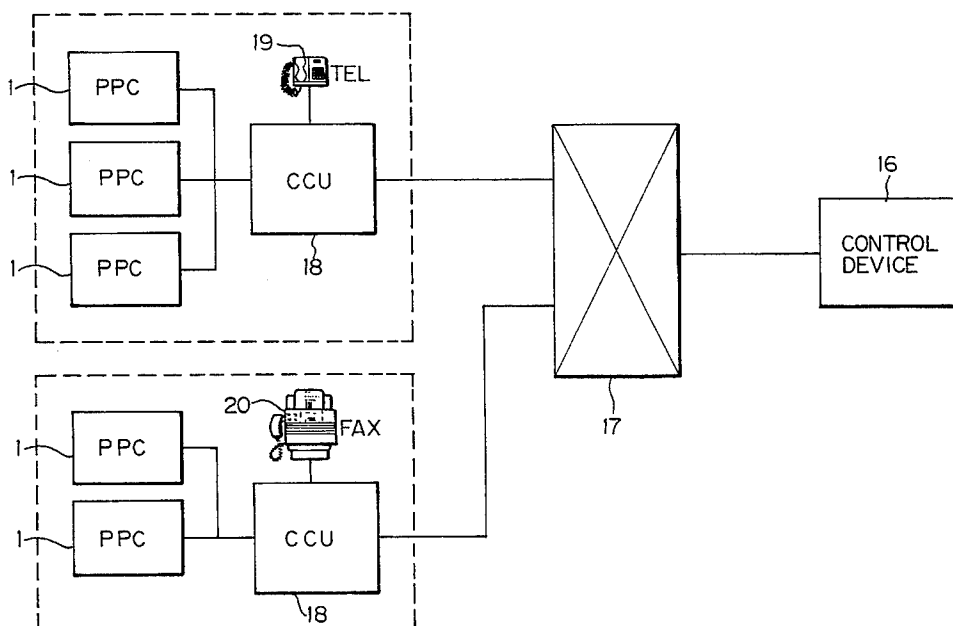 19
TEL
1 PPC
1 PPC
1 PPC
CCU
18
17
16
CONTROL
DEVICE
20
FAX
1 PPC
1 PPC
CCU
18